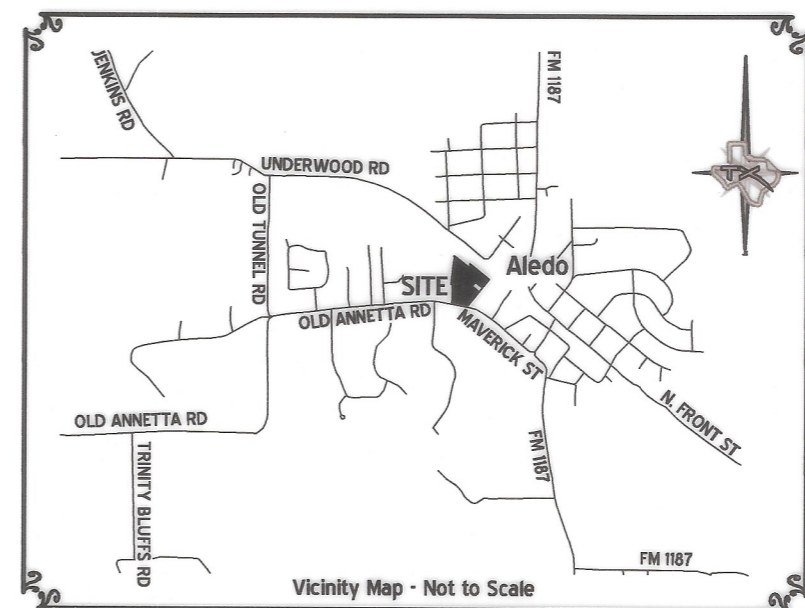 JENKINS RD
FM 1187
UNDERWOOD RD
TX
OLD TUNNEL RD
Aledo
SITE
OLD ANNETTA RD
MAVERICK ST
OLD ANNETTA RD
N. FRONT ST
FM 1187
TRINITY BLUFFS RD
FM 1187
Vicinity Map - Not to Scale